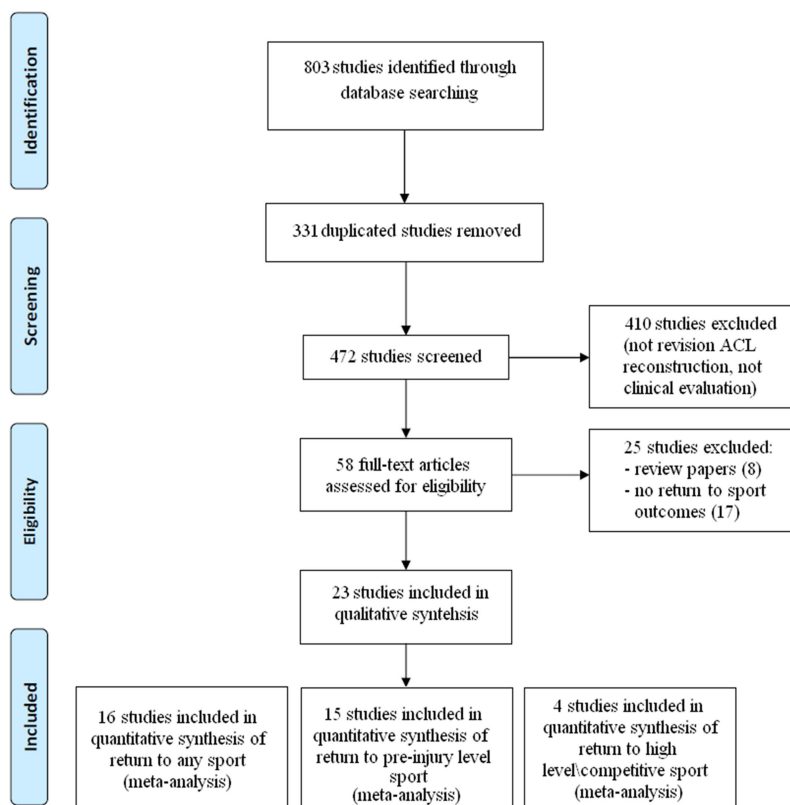 Identification
803 studies identified through
database searching
331 duplicated studies removed
Screening
472 studies screened
410 studies excluded
(not revision ACL
reconstruction, not
clinical evaluation)
Eligibility
58 full-text articles
assessed for eligibility
25 studies excluded:
- review papers (8)
- no return to sport
outcomes (17)
23 studies included in
qualitative syntehsis
Included
16 studies included in
quantitative synthesis of
return to any sport
(meta-analysis)
15 studies included in
quantitative synthesis of
return to pre-injury level
sport
(meta-analysis)
4 studies included in
quantitative synthesis of
return to high
level\competitive sport
(meta-analysis)